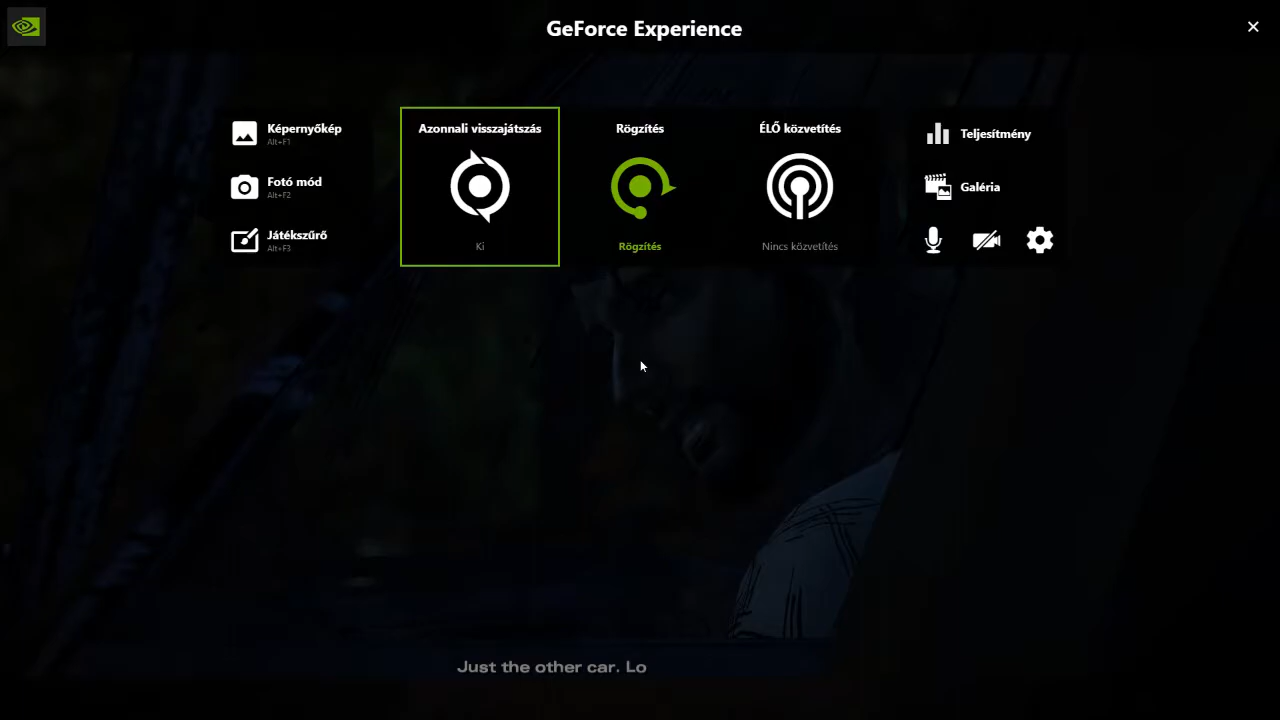 GeForce Experience
Képernyőkép
Alt+F1
Fotó mód
Alt+F2
Játékszűrő
Alt+F3
Azonnali visszajátszás
Ki
Rögzítés
Rögzítés
ÉLŐ közvetítés
Nincs közvetítés
Teljesítmény
Galéria
Just the other car. Lo